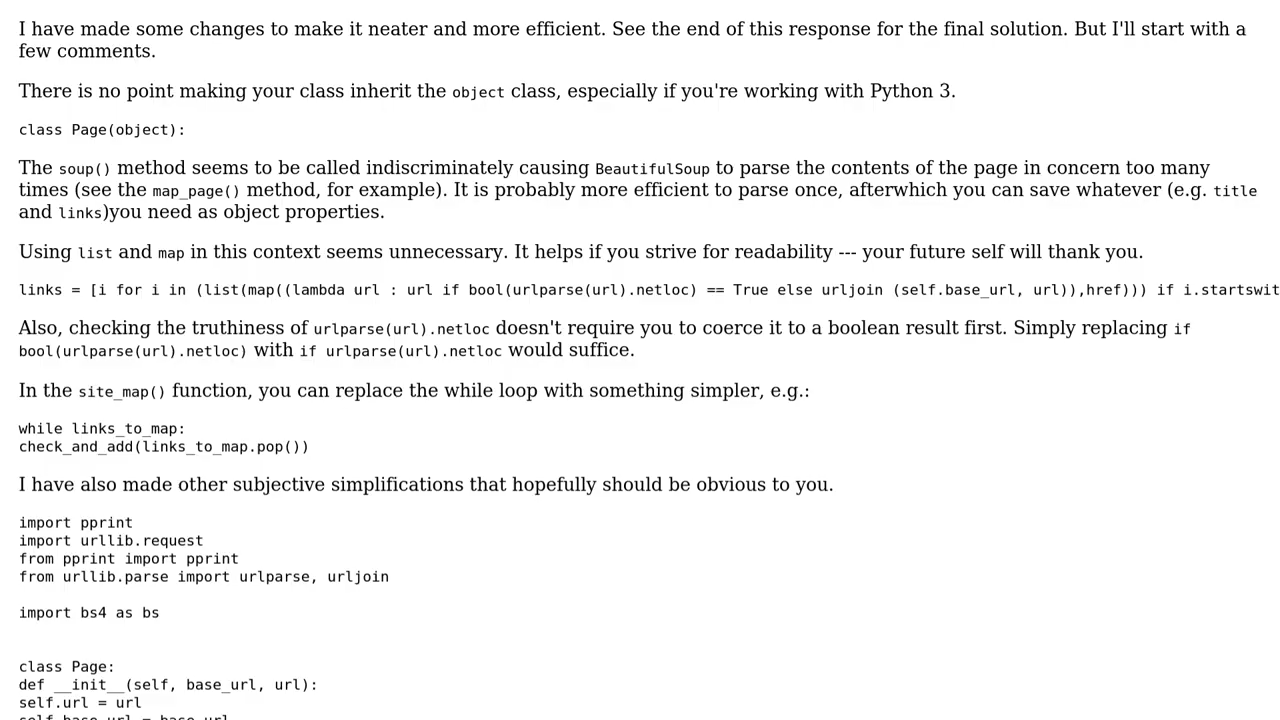 I have made some changes to make it neater and more efficient. See the end of this response for the final solution. But I'll start with a
few comments.
There is no point making your class inherit the object class, especially if you're working with Python 3.
class Page(object):
The soup() method seems to be called indiscriminately causing BeautifulSoup to parse the contents of the page in concern too many
times (see the map_page() method, for example). It is probably more efficient to parse once, afterwhich you can save whatever (e.g. title
and links)you need as object properties.
Using list and map in this context seems unnecessary. It helps if you strive for readability --- your future self will thank you.
links = [i for i in (list(map((lambda url : url if bool(urlparse(url).netloc) == True else urljoin (self.base_url, url)),href))) if i.startswit
Also, checking the truthiness of urlparse(url).netloc doesn't require you to coerce it to a boolean result first. Simply replacing if
bool(urlparse(url).netloc) with if urlparse(url).netloc would suffice.
In the site_map() function, you can replace the while loop with something simpler, e.g.:
while links_to_map:
check_and_add(links_to_map.pop())
I have also made other subjective simplifications that hopefully should be obvious to you.
import pprint
import urllib.request
from pprint import pprint
from urllib.parse import urlparse, urljoin
import bs4 as bs
class Page:
def __init__(self, base_url, url):
self.url = url
self.base_url = base_url